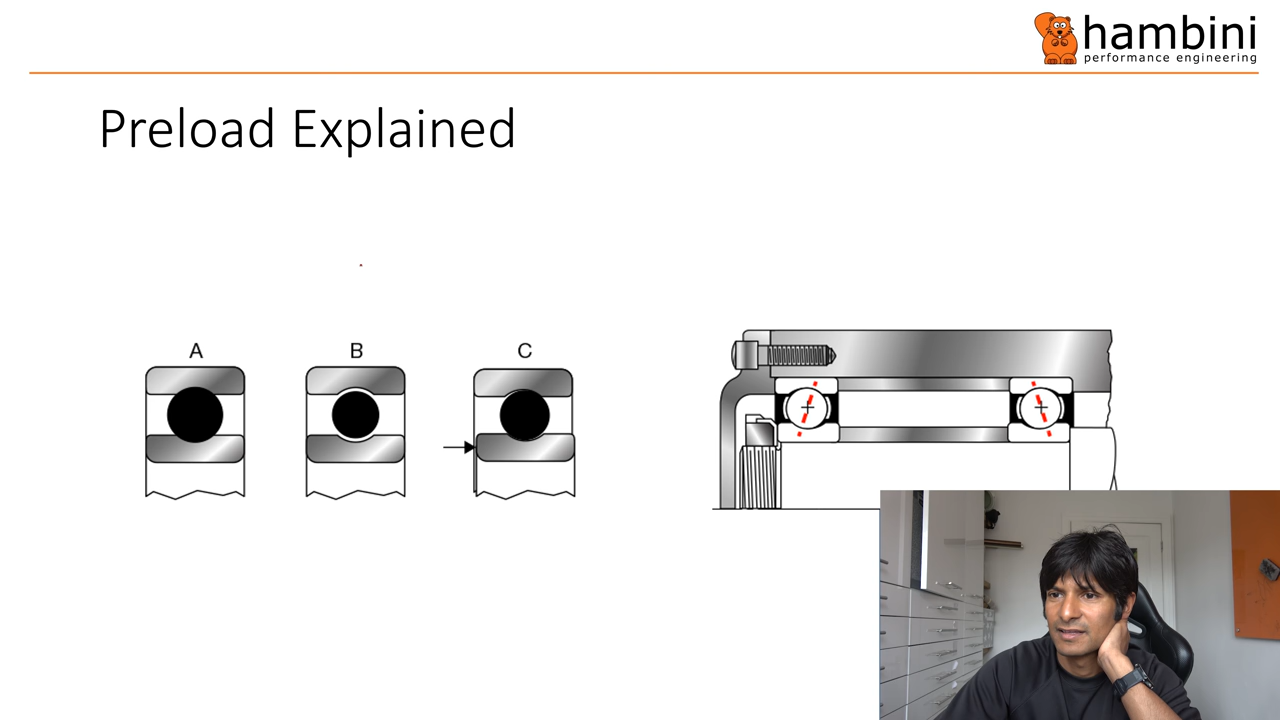 hambini
performance engineering
Preload Explained
A
B
C